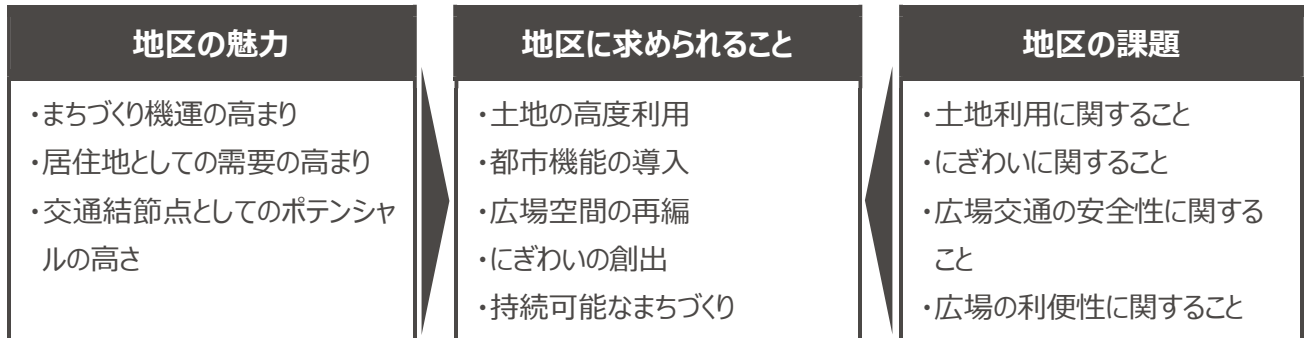 地区の魅力
・まちづくり機運の高まり
・居住地としての需要の高まり
・交通結節点としてのポテンシャ
ルの高さ
地区に求められること
・土地の高度利用
・都市機能の導入
・広場空間の再編
・にぎわいの創出
・持続可能なまちづくり
地区の課題
・土地利用に関すること
・にぎわいに関すること
・広場交通の安全性に関する
こと
・広場の利便性に関すること